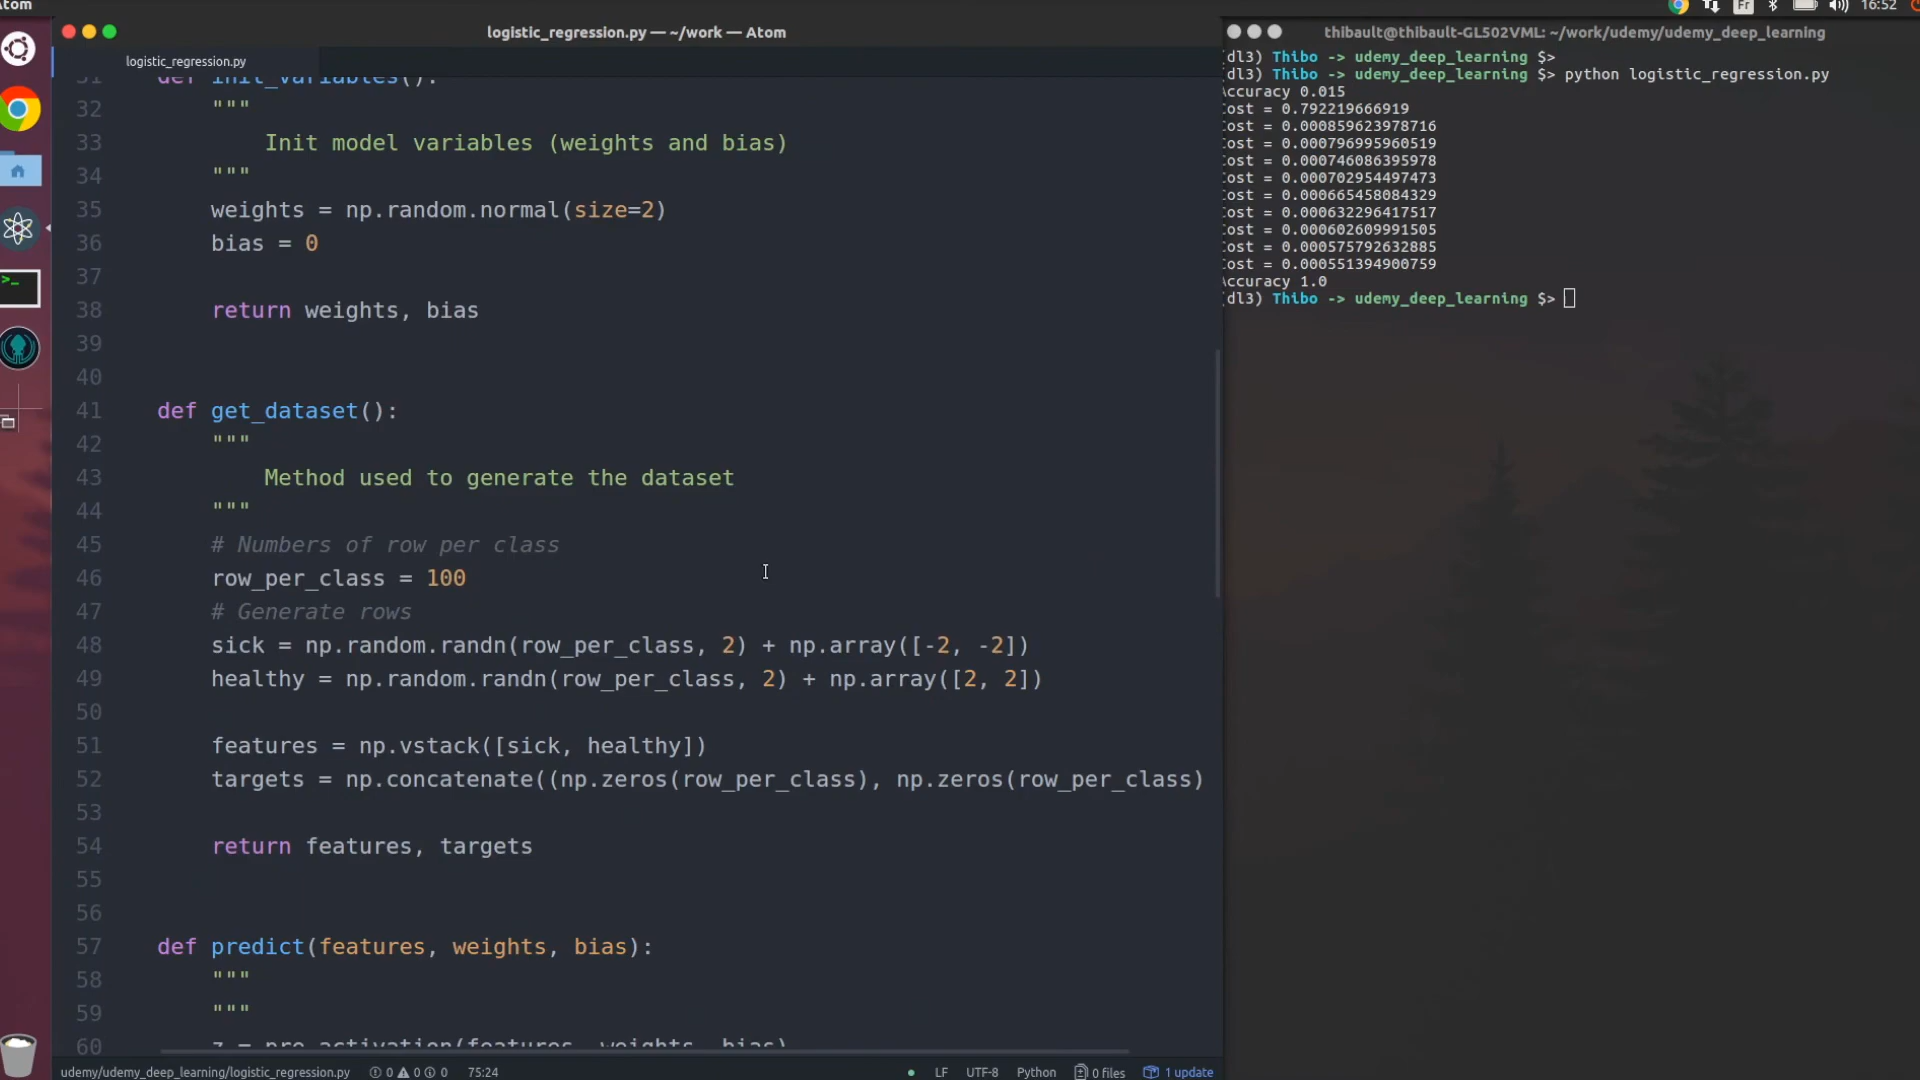 Atom
Fr
16:52
logistic_regression.py — ~/work — Atom
logistic_regression.py
31 def init_variables():
32 """
33 Init model variables (weights and bias)
34 """
35 weights = np.random.normal(size=2)
36 bias = 0
37
38 return weights, bias
39
40
41 def get_dataset():
42 """
43 Method used to generate the dataset
44 """
45 # Numbers of row per class
46 row_per_class = 100
47 # Generate rows
48 sick = np.random.randn(row_per_class, 2) + np.array([-2, -2])
49 healthy = np.random.randn(row_per_class, 2) + np.array([2, 2])
50
51 features = np.vstack([sick, healthy])
52 targets = np.concatenate((np.zeros(row_per_class), np.zeros(row_per_class)
53
54 return features, targets
55
56
57 def predict(features, weights, bias):
58 """
59 """
60 z = pre_activation(features, weights, bias)
udemy/udemy_deep_learning/logistic_regression.py 0 0 0 75:24 LF UTF-8 Python 0 files 1 update
thibault@thibault-GL502VML: ~/work/udemy/udemy_deep_learning
(dl3) Thibo -> udemy_deep_learning $>
(dl3) Thibo -> udemy_deep_learning $> python logistic_regression.py
Accuracy 0.015
Cost = 0.792219666919
Cost = 0.000859623978716
Cost = 0.000796995960519
Cost = 0.000746086395978
Cost = 0.000702954497473
Cost = 0.000665458084329
Cost = 0.000632296417517
Cost = 0.000602609991505
Cost = 0.000575792632885
Cost = 0.000551394900759
Accuracy 1.0
(dl3) Thibo -> udemy_deep_learning $>